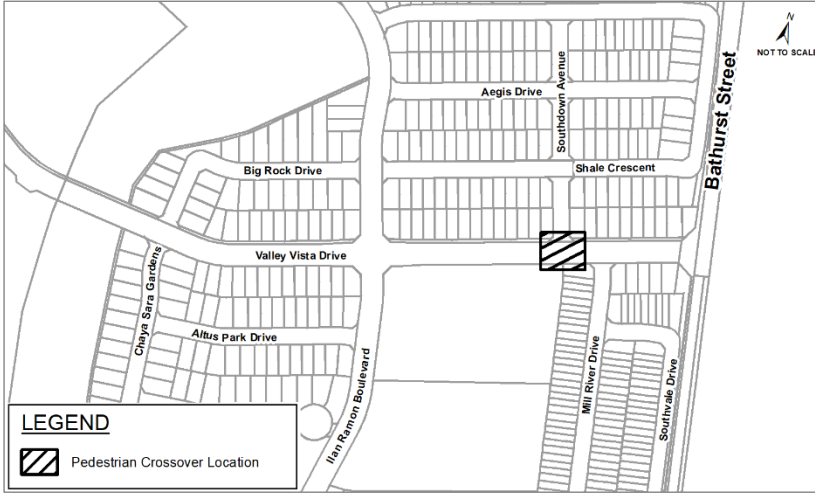 N
NOT TO SCALE
Aegis Drive
Southdown Avenue
Bathurst Street
Big Rock Drive
Shale Crescent
Valley Vista Drive
Chaya Sara Gardens
Altus Park Drive
Ilan Ramon Boulevard
Mill River Drive
Southvale Drive
LEGEND
Pedestrian Crossover Location